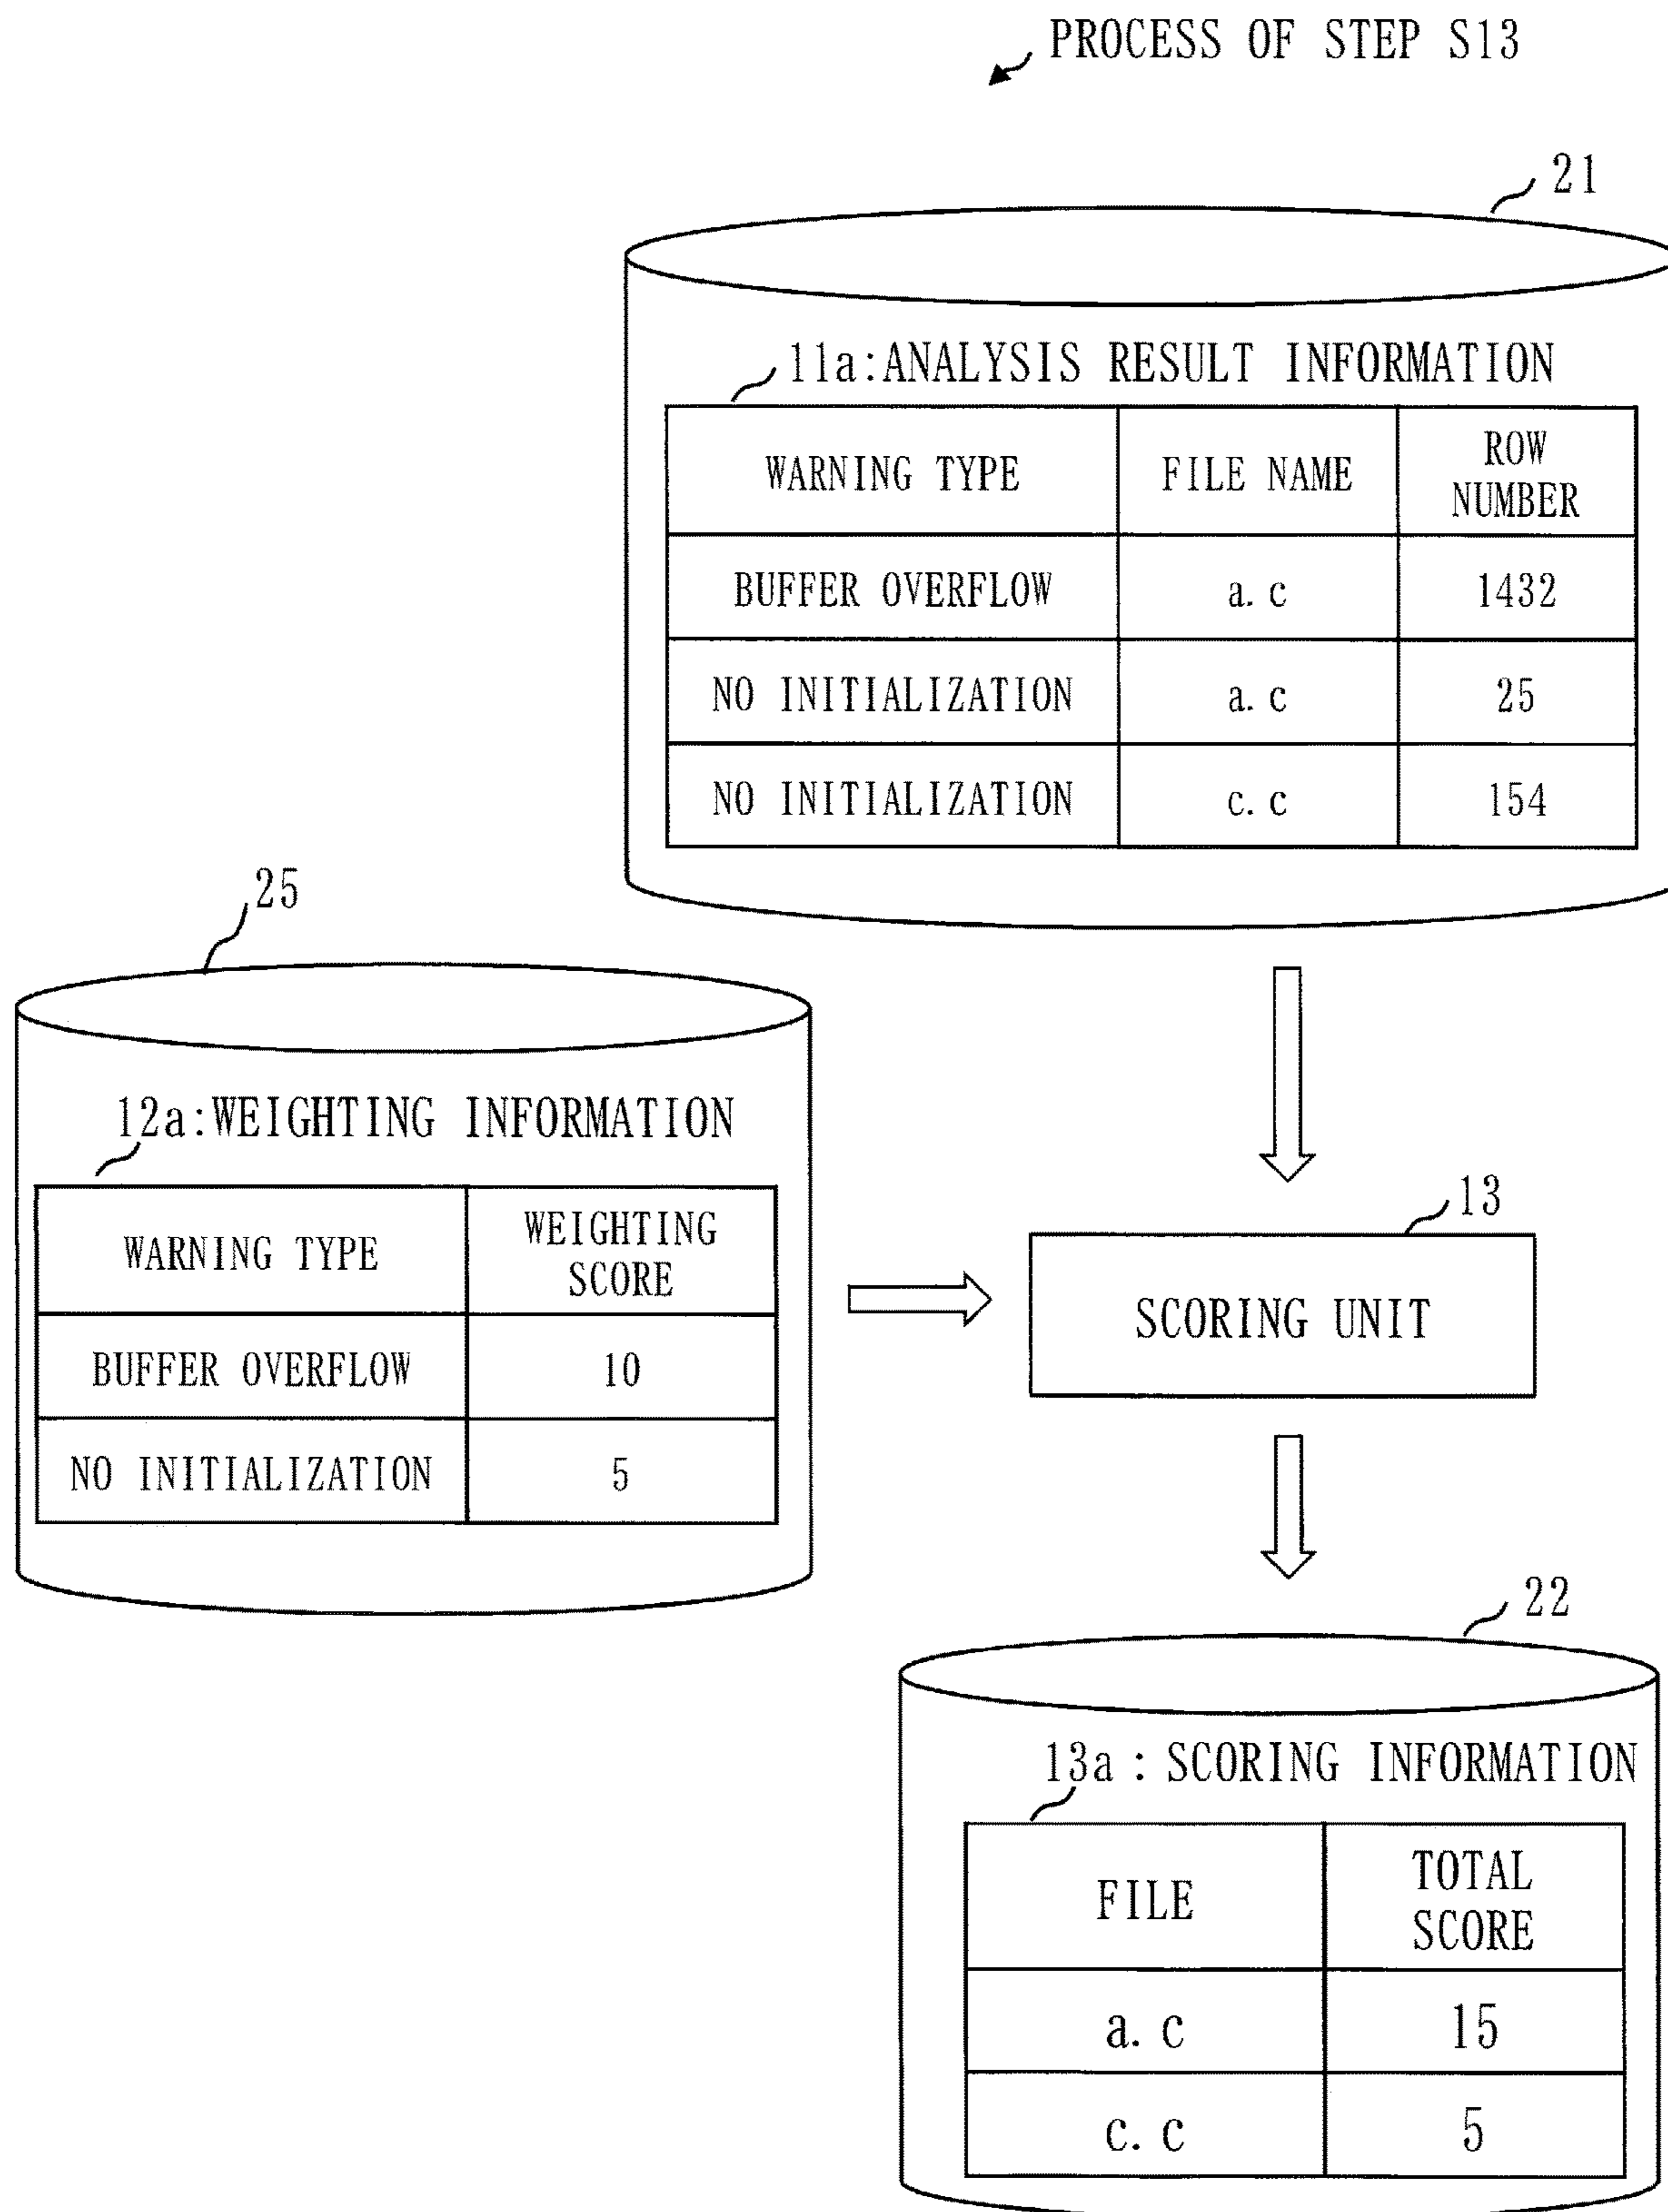 PROCESS OF STEP S13
21
11a:ANALYSIS RESULT INFORMATION
WARNING TYPE FILE NAME ROW NUMBER
BUFFER OVERFLOW a.c 1432
NO INITIALIZATION a.c 25
NO INITIALIZATION c.c 154
25
12a:WEIGHTING INFORMATION
WARNING TYPE WEIGHTING SCORE
BUFFER OVERFLOW 10
NO INITIALIZATION 5
13
SCORING UNIT
22
13a : SCORING INFORMATION
FILE TOTAL SCORE
a.c 15
c.c 5